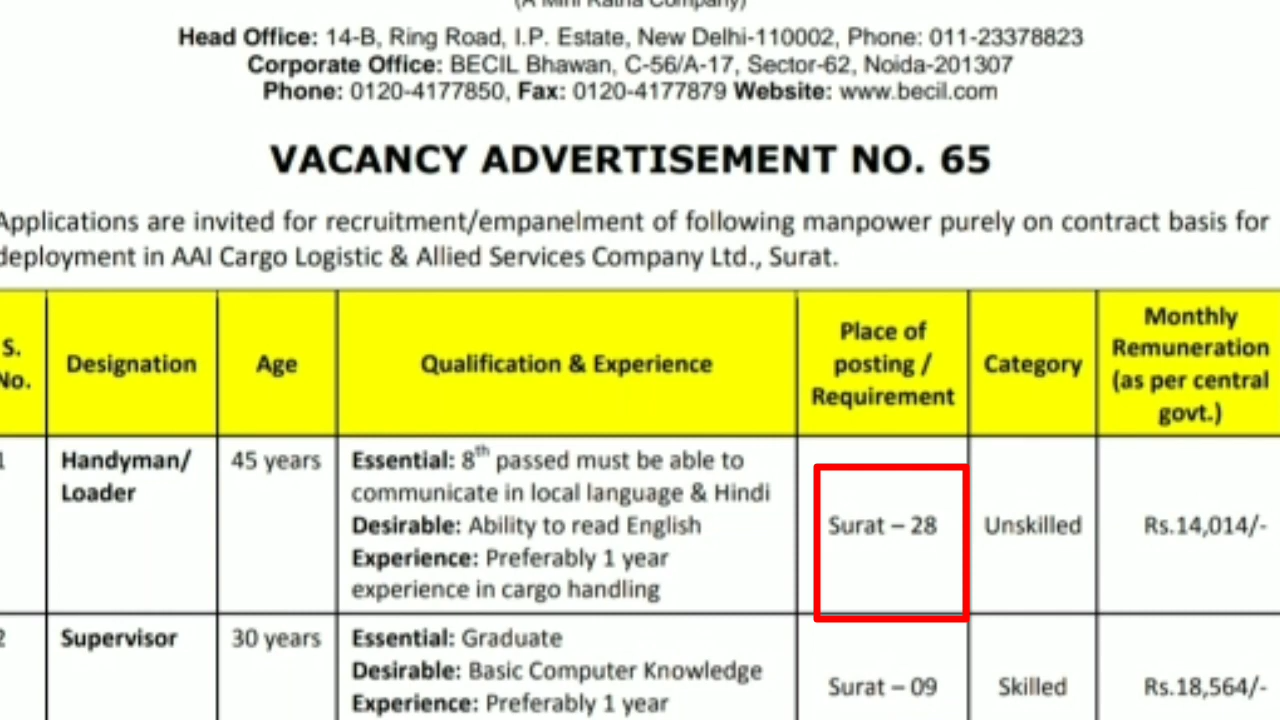 (A Mini Ratna Company)
Head Office: 14-B, Ring Road, I.P. Estate, New Delhi-110002, Phone: 011-23378823
Corporate Office: BECIL Bhawan, C-56/A-17, Sector-62, Noida-201307
Phone: 0120-4177850, Fax: 0120-4177879 Website: www.becil.com
VACANCY ADVERTISEMENT NO. 65
Applications are invited for recruitment/empanelment of following manpower purely on contract basis for
deployment in AAI Cargo Logistic & Allied Services Company Ltd., Surat.
S.
No.
Designation
Age
Qualification & Experience
Place of
posting /
Requirement
Category
Monthly
Remuneration
(as per central
govt.)
1
Handyman/
Loader
45 years
Essential: 8th passed must be able to
communicate in local language & Hindi
Desirable: Ability to read English
Experience: Preferably 1 year
experience in cargo handling
Surat – 28
Unskilled
Rs.14,014/-
2
Supervisor
30 years
Essential: Graduate
Desirable: Basic Computer Knowledge
Experience: Preferably 1 year
Surat – 09
Skilled
Rs.18,564/-